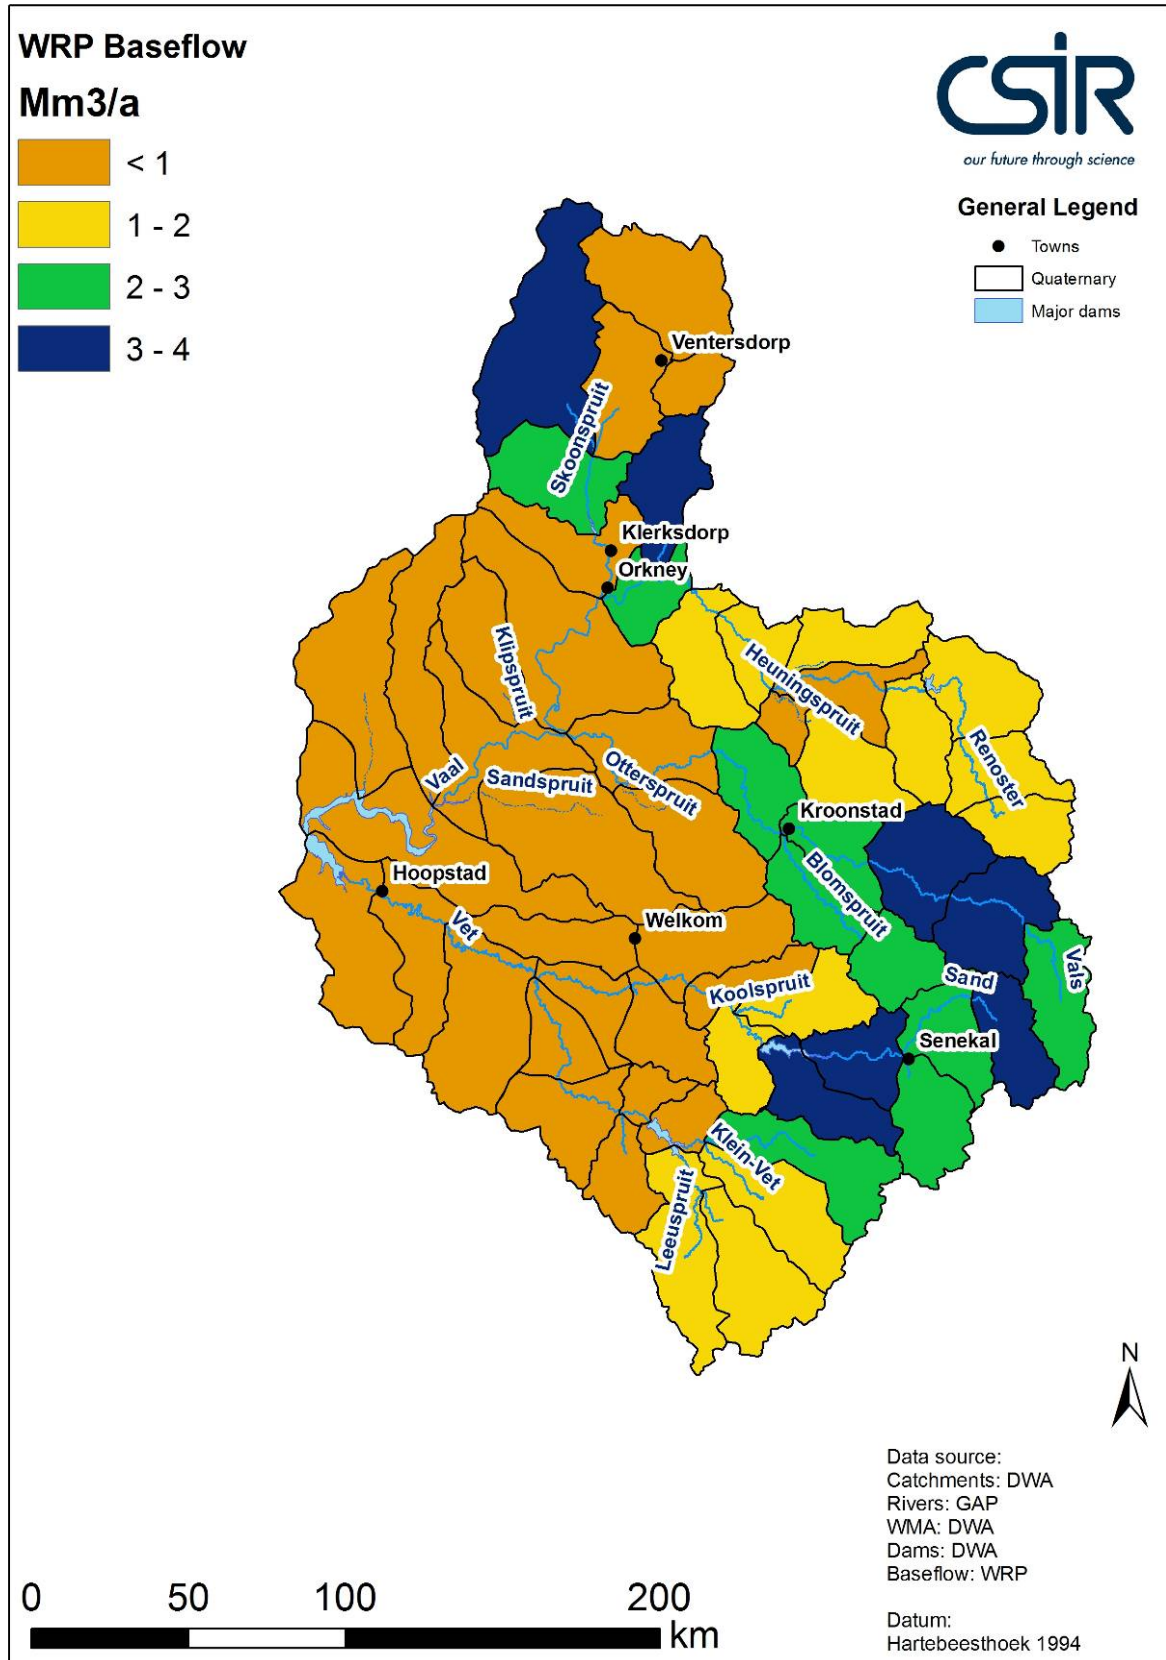 WRP Baseflow
Mm3/a
< 1
1 - 2
2 - 3
3 - 4
CSIR
our future through science
General Legend
Towns
Quaternary
Major dams
Ventersdorp
Skoonspruit
Klerksdorp
Orkney
Klipspruit
Heuningspruit
Renoster
Vaal
Sandspruit
Otterspruit
Kroonstad
Blomspruit
Hoopstad
Vet
Welkom
Koolspruit
Sand
Vals
Senekal
Klein-Vet
Leeuspruit
N
Data source:
Catchments: DWA
Rivers: GAP
WMA: DWA
Dams: DWA
Baseflow: WRP
Datum:
Hartebeesthoek 1994
0 50 100 200
km